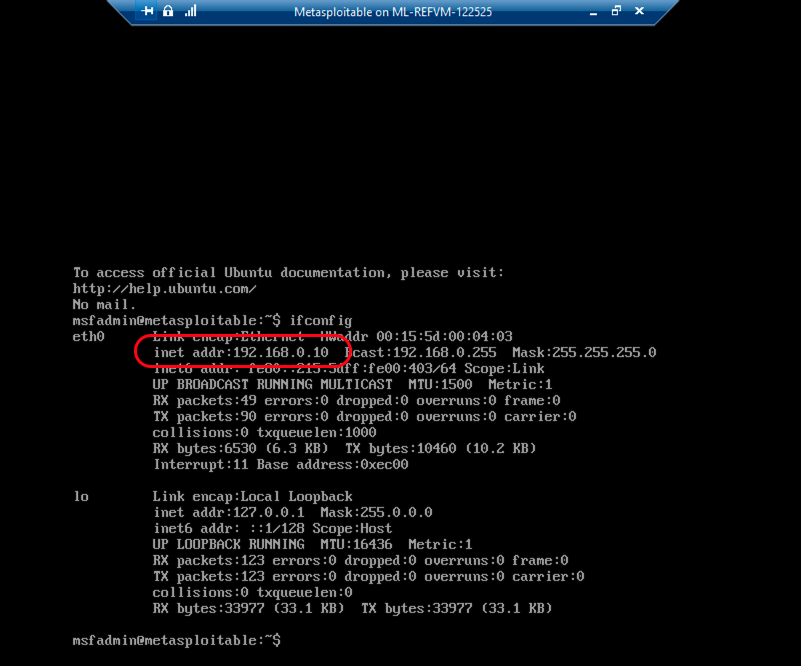 Metasploitable on ML-REFVM-122525
To access official Ubuntu documentation, please visit:
http://help.ubuntu.com/
No mail.
msfadmin@metasploitable:~$ ifconfig
eth0 Link encap:Ethernet HWaddr 00:15:5d:00:04:03
inet addr:192.168.0.10 Bcast:192.168.0.255 Mask:255.255.255.0
inet6 addr: fe80::215:5dff:fe00:403/64 Scope:Link
UP BROADCAST RUNNING MULTICAST MTU:1500 Metric:1
RX packets:49 errors:0 dropped:0 overruns:0 frame:0
TX packets:90 errors:0 dropped:0 overruns:0 carrier:0
collisions:0 txqueuelen:1000
RX bytes:6530 (6.3 KB) TX bytes:10460 (10.2 KB)
Interrupt:11 Base address:0xec00
lo Link encap:Local Loopback
inet addr:127.0.0.1 Mask:255.0.0.0
inet6 addr: ::1/128 Scope:Host
UP LOOPBACK RUNNING MTU:16436 Metric:1
RX packets:123 errors:0 dropped:0 overruns:0 frame:0
TX packets:123 errors:0 dropped:0 overruns:0 carrier:0
collisions:0 txqueuelen:0
RX bytes:33977 (33.1 KB) TX bytes:33977 (33.1 KB)
msfadmin@metasploitable:~$